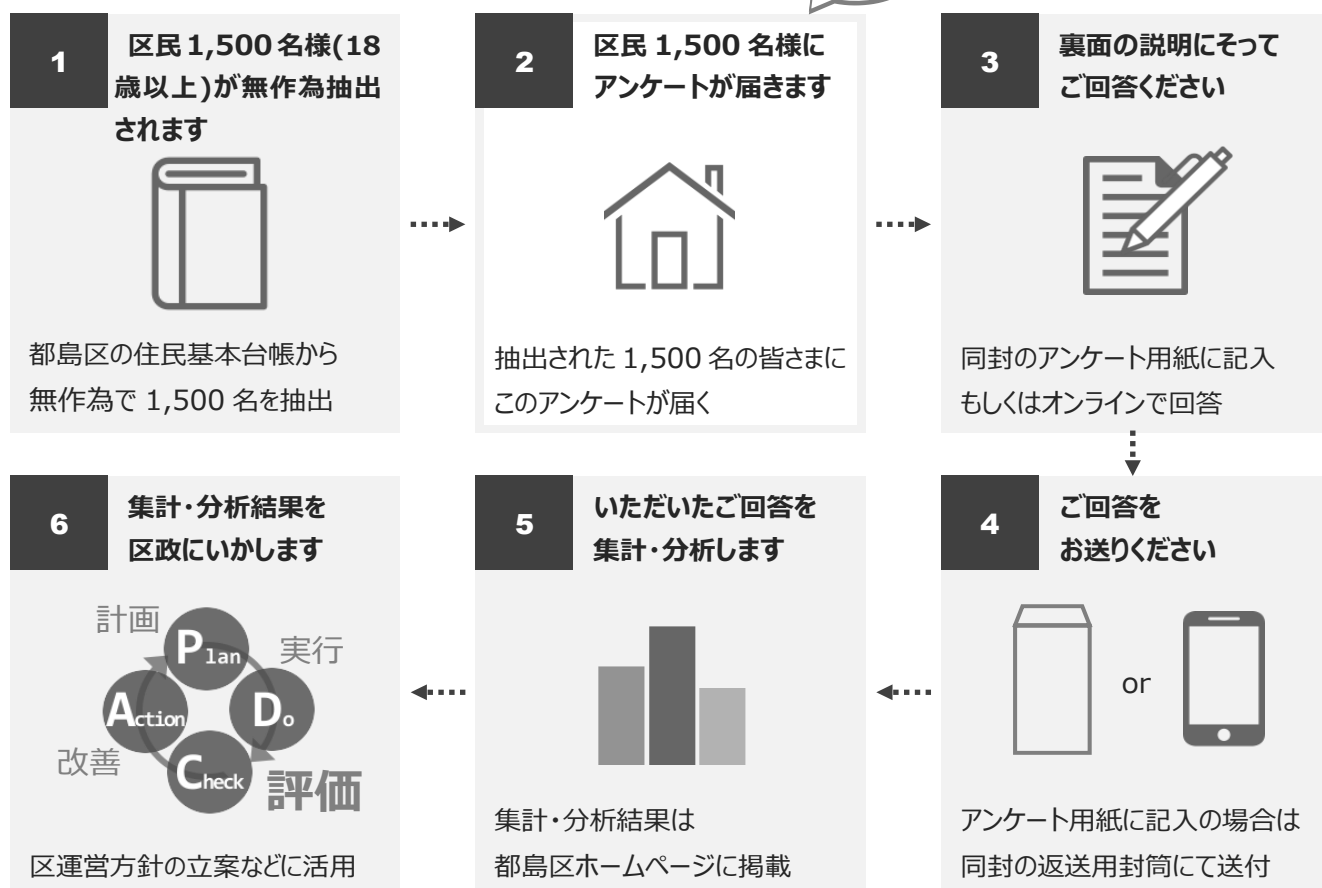 1
区民1,500名様(18
歳以上)が無作為抽出
されます
都島区の住民基本台帳から
無作為で 1,500 名を抽出
2
区民 1,500 名様に
アンケートが届きます
抽出された 1,500 名の皆さまに
このアンケートが届く
3
裏面の説明にそって
ご回答ください
同封のアンケート用紙に記入
もしくはオンラインで回答
4
ご回答を
お送りください
or
アンケート用紙に記入の場合は
同封の返送用封筒にて送付
5
いただいたご回答を
集計・分析します
集計・分析結果は
都島区ホームページに掲載
6
集計・分析結果を
区政にいかします
計画
Plan
実行
Do
Action
改善
Check
評価
区運営方針の立案などに活用